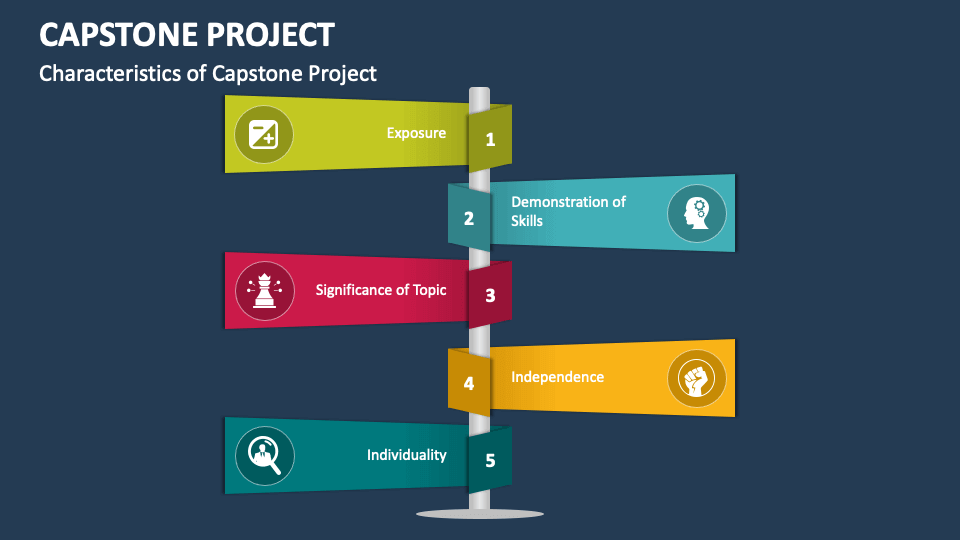 CAPSTONE PROJECT
Characteristics of Capstone Project
Exposure
1
2
Demonstration of
Skills
Significance of Topic
3
4
Independence
Individuality
5